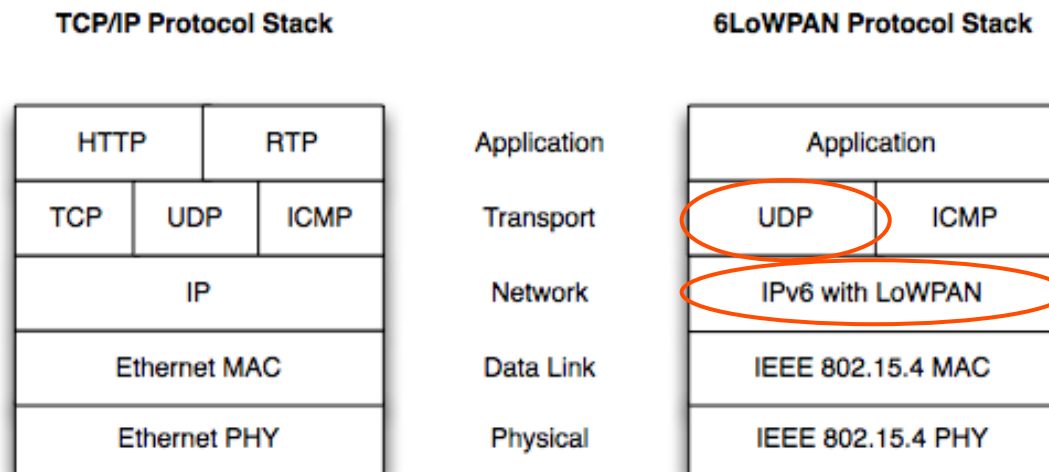 TCP/IP Protocol Stack 6LoWPAN Protocol Stack
HTTP RTP Application Application
TCP UDP ICMP Transport UDP ICMP
IP Network IPv6 with LoWPAN
Ethernet MAC Data Link IEEE 802.15.4 MAC
Ethernet PHY Physical IEEE 802.15.4 PHY